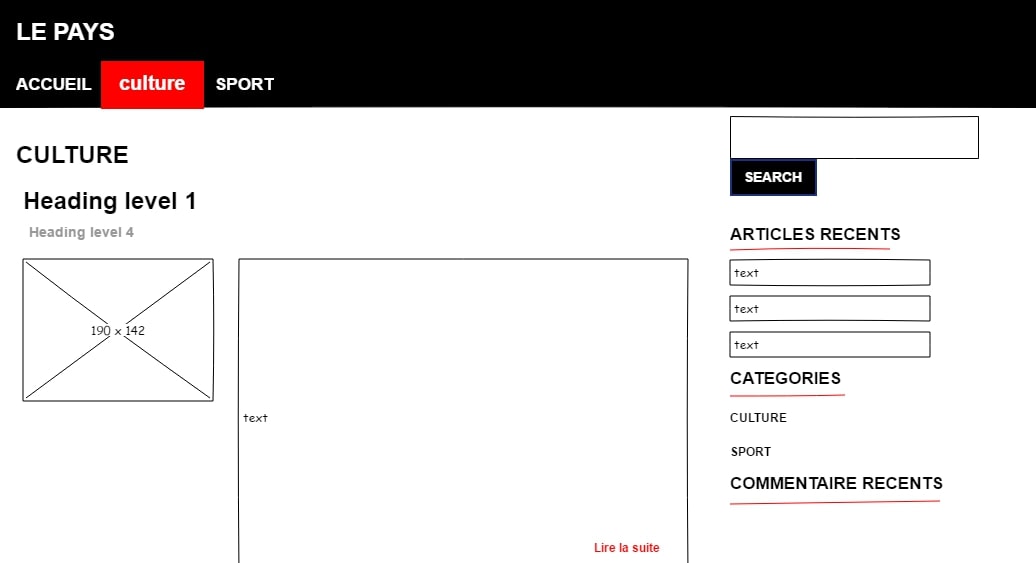 LE PAYS
ACCUEIL culture SPORT
CULTURE
Heading level 1
Heading level 4
190 x 142
text
Lire la suite
SEARCH
ARTICLES RECENTS
text
text
text
CATEGORIES
CULTURE
SPORT
COMMENTAIRE RECENTS